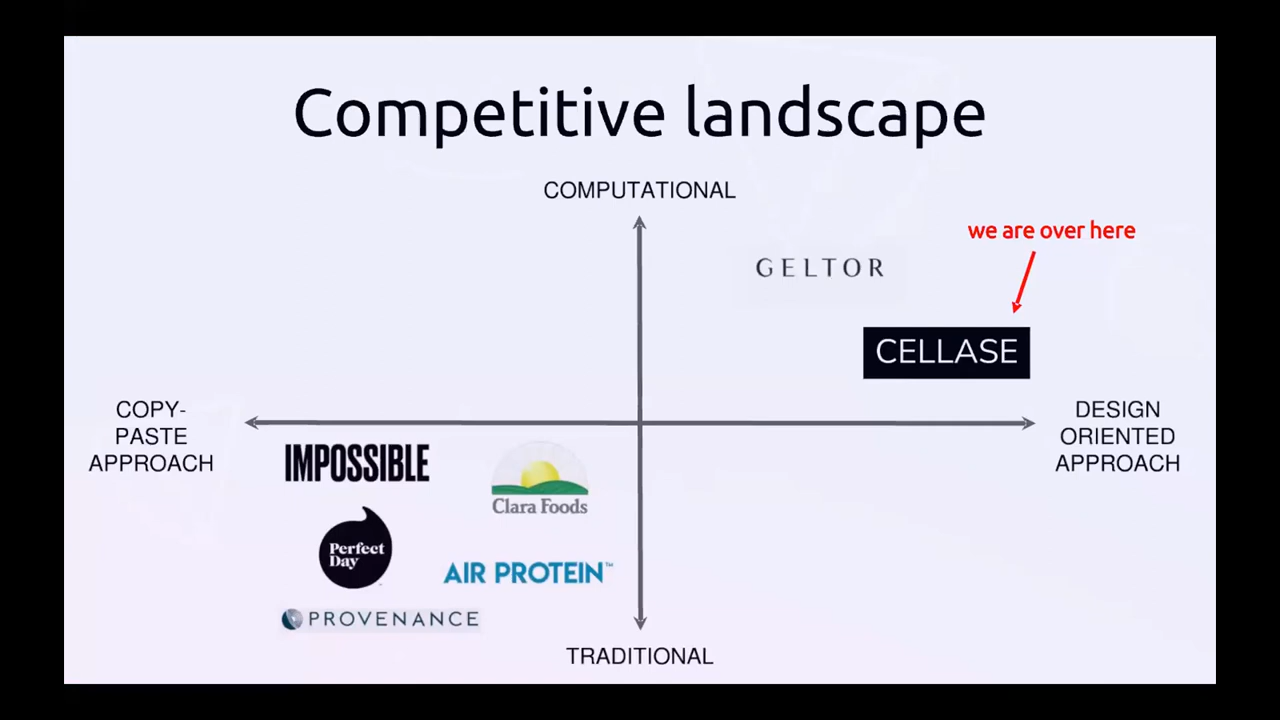 Competitive landscape
COMPUTATIONAL
we are over here
GELTOR
CELLASE
COPY-
PASTE
APPROACH
DESIGN
ORIENTED
APPROACH
IMPOSSIBLE
Clara Foods
Perfect
Day
AIR PROTEIN™
PROVENANCE
TRADITIONAL